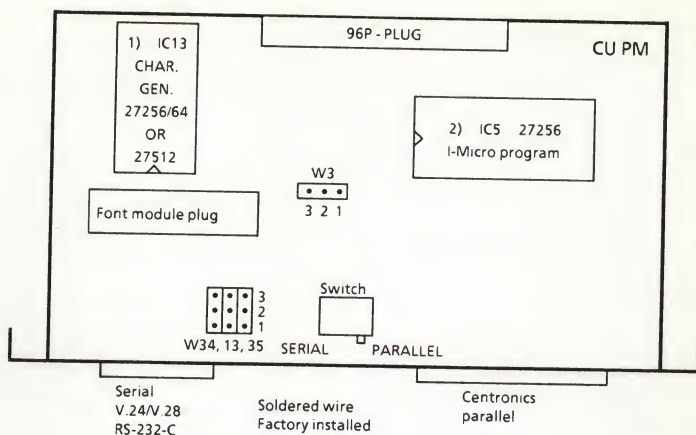 96P - PLUG
CU PM
1) IC13
CHAR.
GEN.
27256/64
OR
27512
2) IC5 27256
I-Micro program
W3
3 2 1
Font module plug
Switch
3
2
1
W34, 13, 35
SERIAL
PARALLEL
Serial
V.24/V.28
RS-232-C
Soldered wire
Factory installed
Centronics
parallel